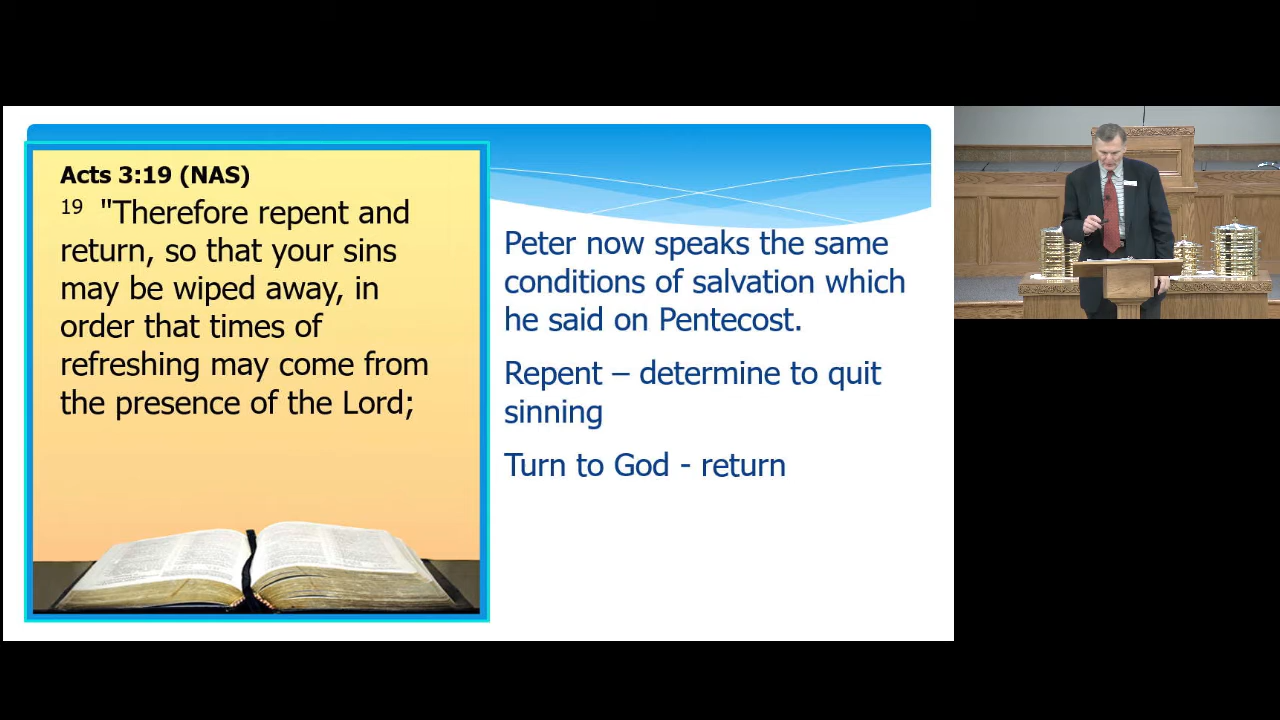 Acts 3:19 (NAS)
19 "Therefore repent and
return, so that your sins
may be wiped away, in
order that times of
refreshing may come from
the presence of the Lord;
Peter now speaks the same
conditions of salvation which
he said on Pentecost.
Repent – determine to quit
sinning
Turn to God - return